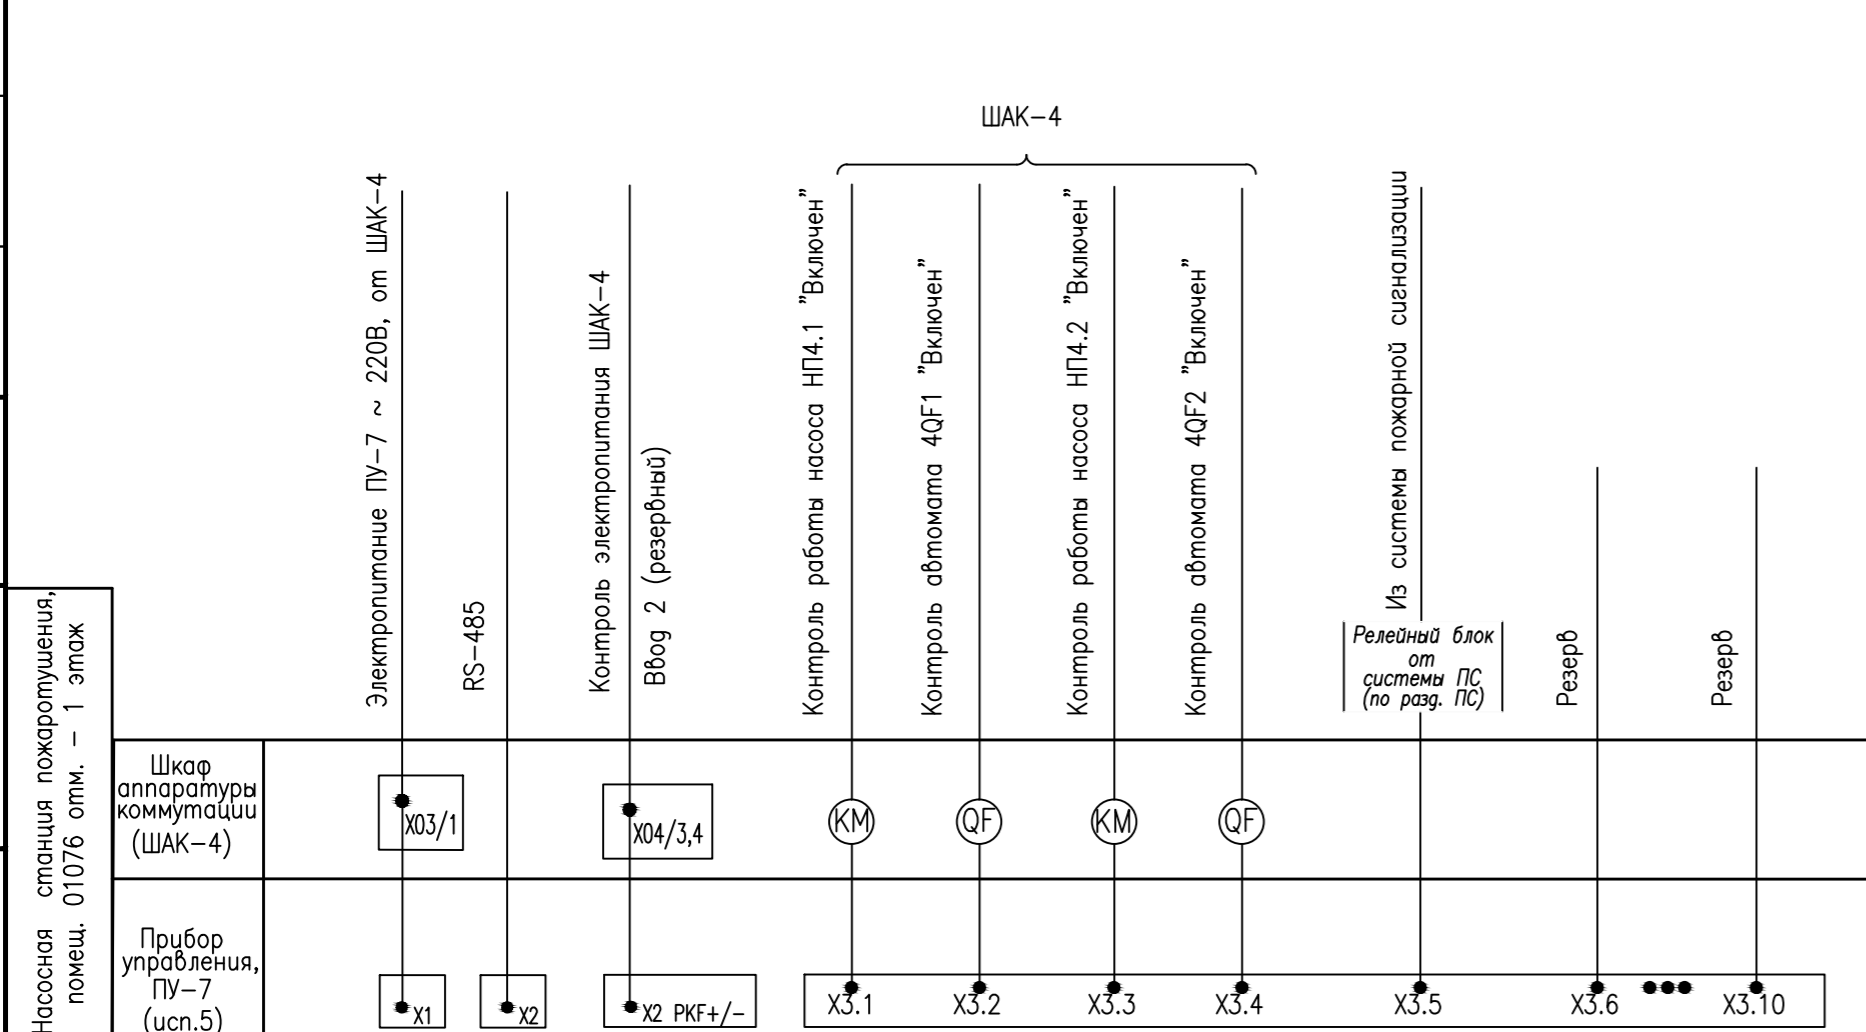 ШАК-4
Электропитание ПУ-7 ~ 220В, от ШАК-4
RS-485
Контроль электропитания ШАК-4
Ввод 2 (резервный)
Контроль работы насоса НП4.1 "Включен"
Контроль автомата 4QF1 "Включен"
Контроль работы насоса НП4.2 "Включен"
Контроль автомата 4QF2 "Включен"
Из системы пожарной сигнализации
Релейный блок
от
системы ПС
(по разд. ПС)
Резерв
Резерв
Насосная станция пожаротушения,
помещ. 01076 отм. - 1 этаж
Шкаф
аппаратуры
коммутации
(ШАК-4)
X03/1
X04/3,4
KM
QF
KM
QF
Прибор
управления,
ПУ-7
(исп.5)
X1
X2
X2 PKF+/-
X3.1
X3.2
X3.3
X3.4
X3.5
X3.6
X3.10